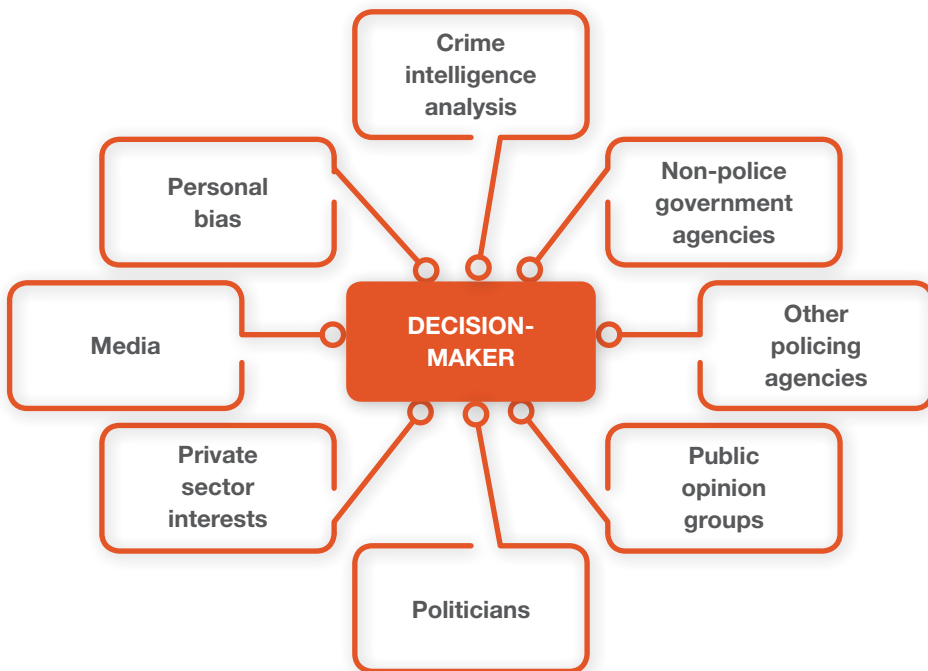 Crime
intelligence
analysis
Personal
bias
Non-police
government
agencies
Media
DECISION-
MAKER
Other
policing
agencies
Private
sector
interests
Public
opinion
groups
Politicians